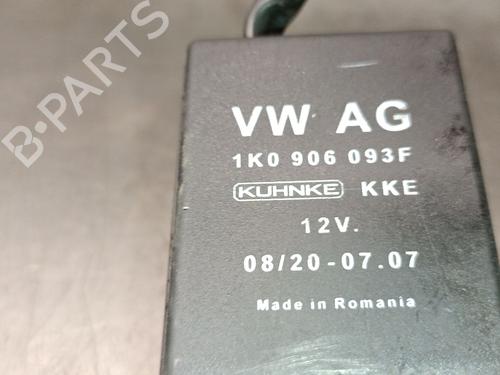 VW AG
1K0 906 093F
KUHNKE KKE
12V.
08/20-07.07
Made in Romania
B-PARTS